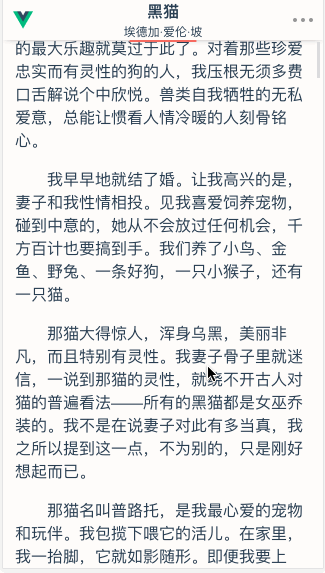 黑猫
埃德加·爱伦·坡
的最大乐趣就莫过于此了。对着那些珍爱
忠实而有灵性的狗的人，我压根无须多费
口舌解说个中欣悦。兽类自我牺牲的无私
爱意，总能让惯看人情冷暖的人刻骨铭
心。
我早早地就结了婚。让我高兴的是，
妻子和我性情相投。见我喜爱饲养宠物，
碰到中意的，她从不会放过任何机会，千
方百计也要搞到手。我们养了小鸟、金
鱼、野兔、一条好狗，一只小猴子，还有
一只猫。
那猫大得惊人，浑身乌黑，美丽非
凡，而且特别有灵性。我妻子骨子里就迷
信，一说到那猫的灵性，就绕不开古人对
猫的普遍看法——所有的黑猫都是女巫乔
装的。我不是在说妻子对此有多当真，我
之所以提到这一点，不为别的，只是刚好
想起而已。
那猫名叫普路托，是我最心爱的宠物
和玩伴。我包揽下喂它的活儿。在家里，
我一抬脚，它就如影随形。即便我要上